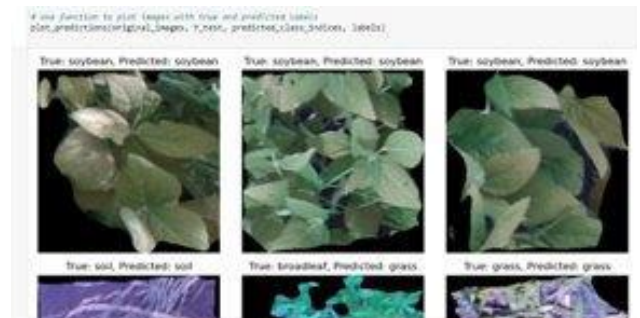 # use function to plot images with true and predicted labels
plot_predictions(original_images, Y_test, predicted_class_indices, labels)
True: soybean, Predicted: soybean
True: soybean, Predicted: soybean
True: soybean, Predicted: soybean
True: soil, Predicted: soil
True: broadleaf, Predicted: grass
True: grass, Predicted: grass